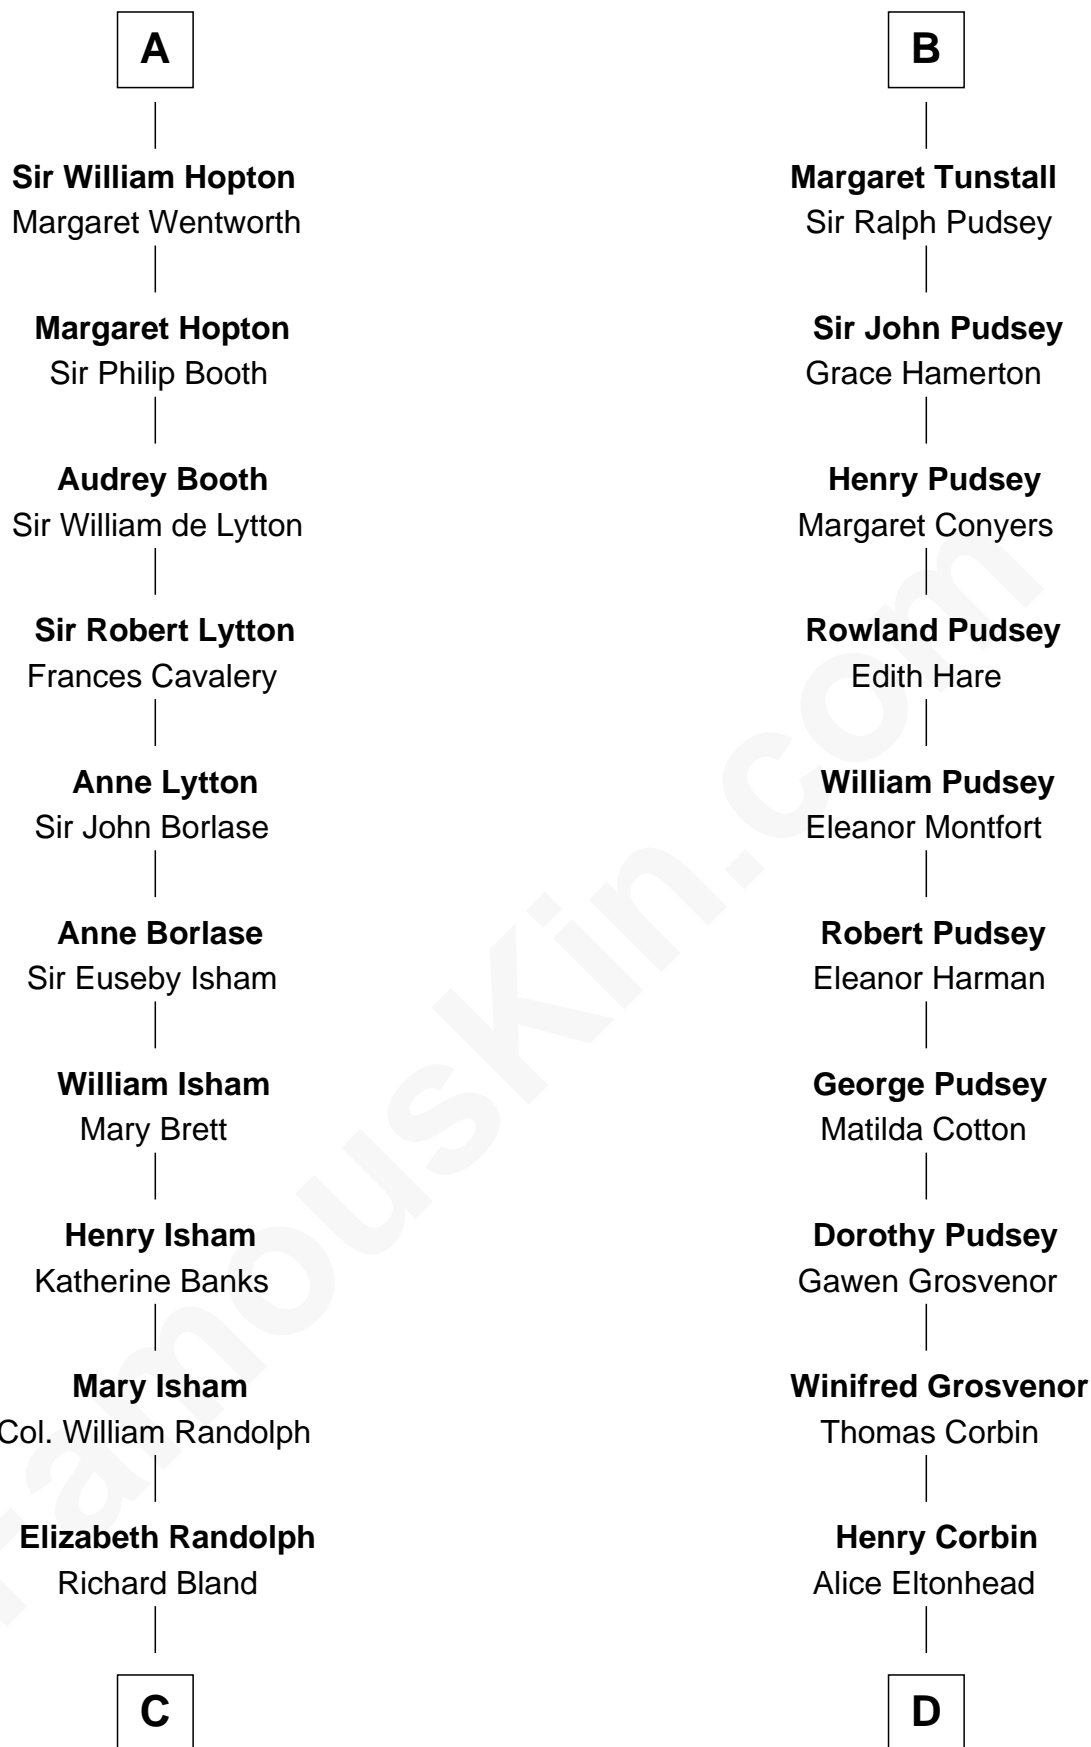 A
Sir William Hopton
Margaret Wentworth
Margaret Hopton
Sir Philip Booth
Audrey Booth
Sir William de Lytton
Sir Robert Lytton
Frances Cavalery
Anne Lytton
Sir John Borlase
Anne Borlase
Sir Euseby Isham
William Isham
Mary Brett
Henry Isham
Katherine Banks
Mary Isham
Col. William Randolph
Elizabeth Randolph
Richard Bland
C
B
Margaret Tunstall
Sir Ralph Pudsey
Sir John Pudsey
Grace Hamerton
Henry Pudsey
Margaret Conyers
Rowland Pudsey
Edith Hare
William Pudsey
Eleanor Montfort
Robert Pudsey
Eleanor Harman
George Pudsey
Matilda Cotton
Dorothy Pudsey
Gawen Grosvenor
Winifred Grosvenor
Thomas Corbin
Henry Corbin
Alice Eltonhead
D
FamousKin.com